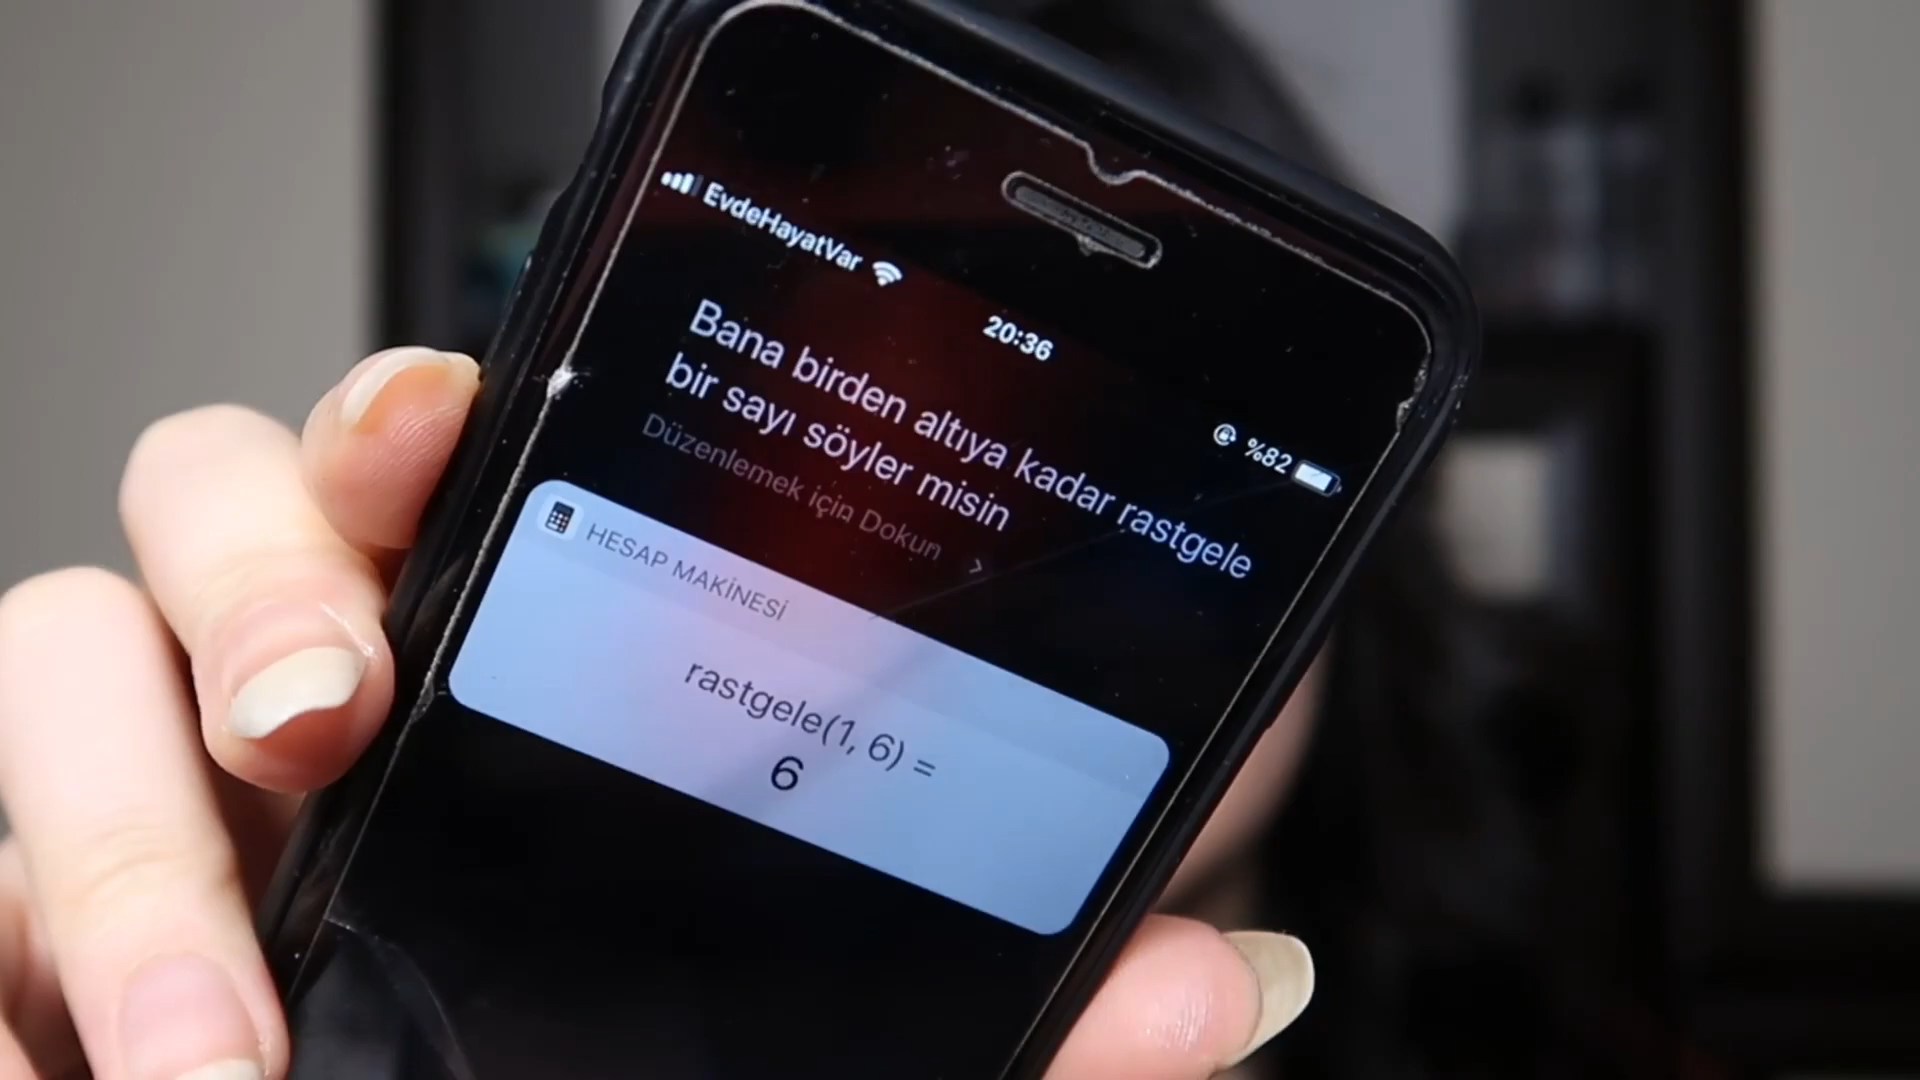 EvdeHayatVar
20:36
%82
Bana birden altıya kadar rastgele
bir sayı söyler misin
Düzenlemek için Dokun >
HESAP MAKİNESİ
rastgele(1, 6) =
6